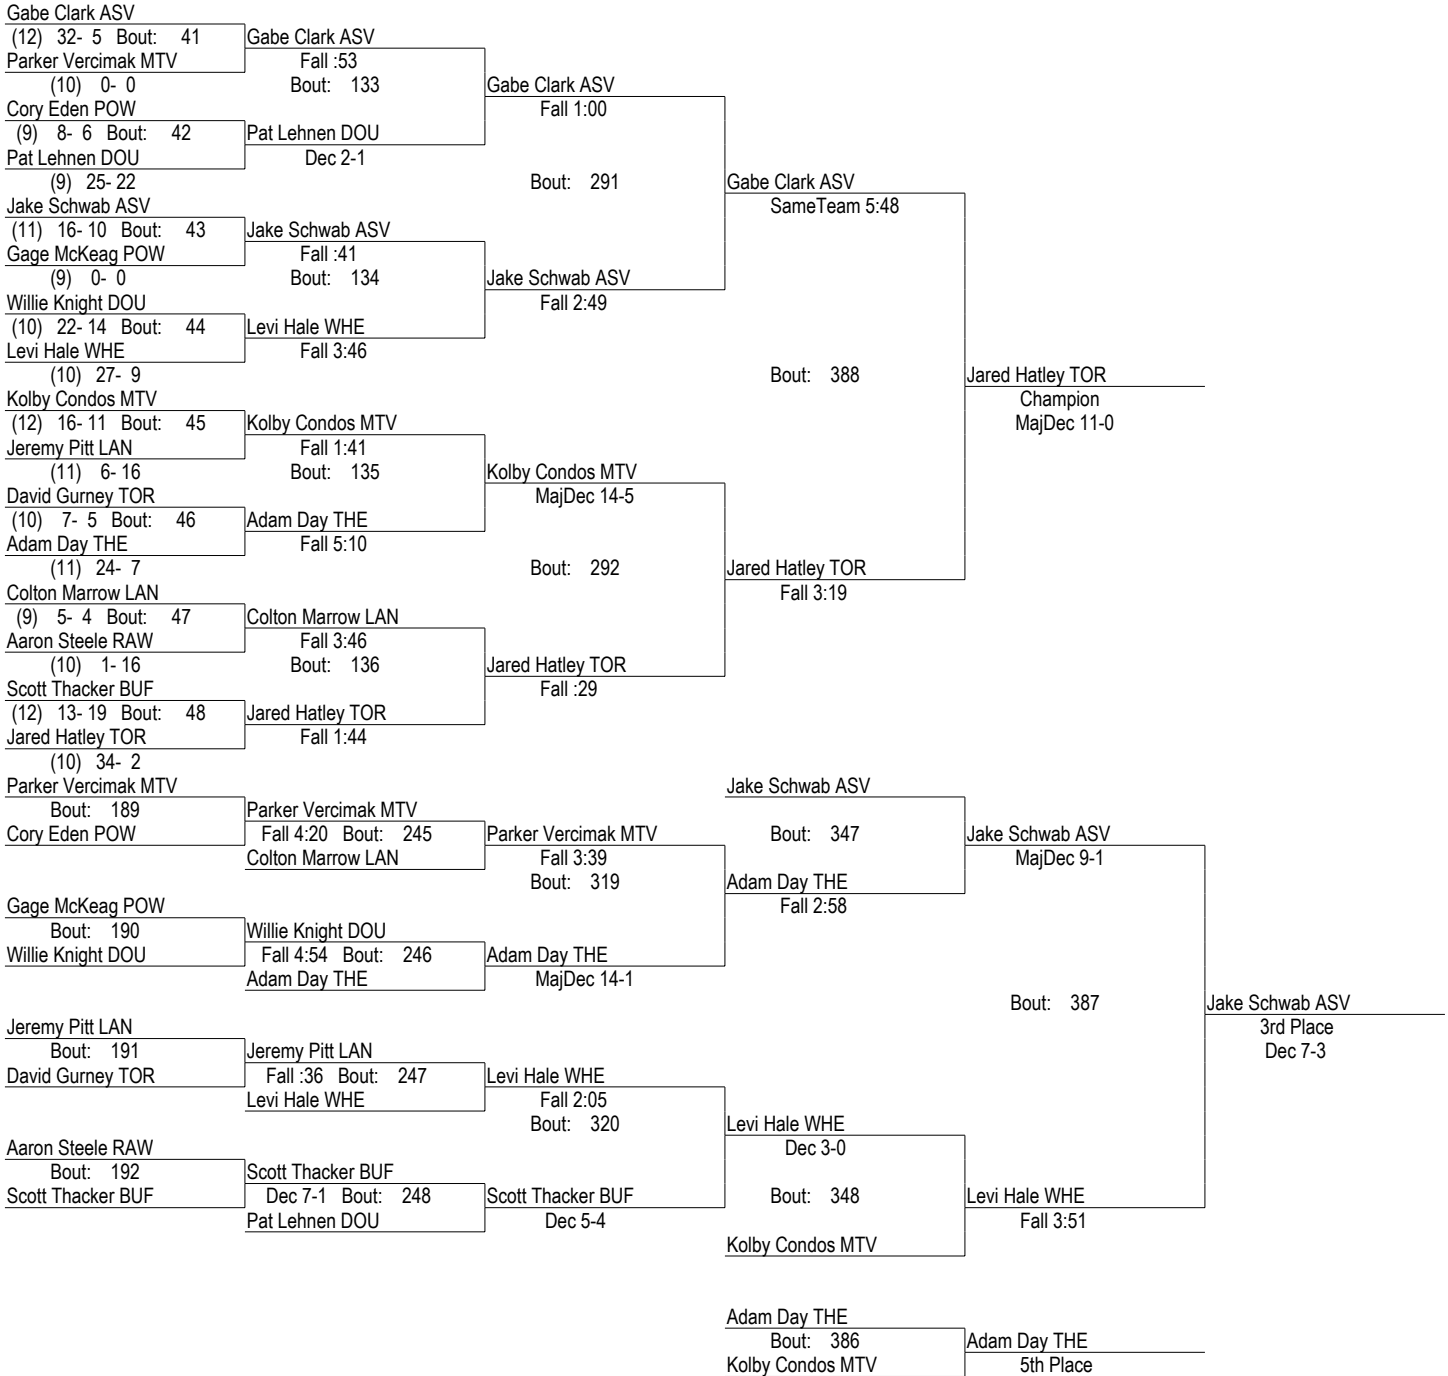 Gabe Clark ASV
(12) 32- 5 Bout: 41 Gabe Clark ASV
Parker Vercimak MTV Fall :53
(10) 0- 0 Bout: 133 Gabe Clark ASV
Cory Eden POW Fall 1:00
(9) 8- 6 Bout: 42 Pat Lehnen DOU
Pat Lehnen DOU Dec 2-1
(9) 25- 22 Bout: 291 Gabe Clark ASV
Jake Schwab ASV SameTeam 5:48
(11) 16- 10 Bout: 43 Jake Schwab ASV
Gage McKeag POW Fall :41
(9) 0- 0 Bout: 134 Jake Schwab ASV
Willie Knight DOU Fall 2:49
(10) 22- 14 Bout: 44 Levi Hale WHE
Levi Hale WHE Fall 3:46
(10) 27- 9 Bout: 388 Jared Hatley TOR
Kolby Condos MTV Champion
(12) 16- 11 Bout: 45 Kolby Condos MTV MajDec 11-0
Jeremy Pitt LAN Fall 1:41
(11) 6- 16 Bout: 135 Kolby Condos MTV
David Gurney TOR MajDec 14-5
(10) 7- 5 Bout: 46 Adam Day THE
Adam Day THE Fall 5:10
(11) 24- 7 Bout: 292 Jared Hatley TOR
Colton Marrow LAN Fall 3:19
(9) 5- 4 Bout: 47 Colton Marrow LAN
Aaron Steele RAW Fall 3:46
(10) 1- 16 Bout: 136 Jared Hatley TOR
Scott Thacker BUF Fall :29
(12) 13- 19 Bout: 48 Jared Hatley TOR
Jared Hatley TOR Fall 1:44
(10) 34- 2
Parker Vercimak MTV Jake Schwab ASV
Bout: 189 Parker Vercimak MTV
Cory Eden POW Fall 4:20 Bout: 245 Parker Vercimak MTV Bout: 347 Jake Schwab ASV
Colton Marrow LAN Fall 3:39 MajDec 9-1
Bout: 319 Adam Day THE
Gage McKeag POW Fall 2:58
Bout: 190 Willie Knight DOU
Willie Knight DOU Fall 4:54 Bout: 246 Adam Day THE
Adam Day THE MajDec 14-1
Bout: 387 Jake Schwab ASV
Jeremy Pitt LAN 3rd Place
Bout: 191 Jeremy Pitt LAN Dec 7-3
David Gurney TOR Fall :36 Bout: 247 Levi Hale WHE
Levi Hale WHE Fall 2:05
Bout: 320 Levi Hale WHE
Aaron Steele RAW Dec 3-0
Bout: 192 Scott Thacker BUF
Scott Thacker BUF Dec 7-1 Bout: 248 Scott Thacker BUF Bout: 348 Levi Hale WHE
Pat Lehnen DOU Dec 5-4 Fall 3:51
Kolby Condos MTV
Adam Day THE
Bout: 386 Adam Day THE
Kolby Condos MTV 5th Place